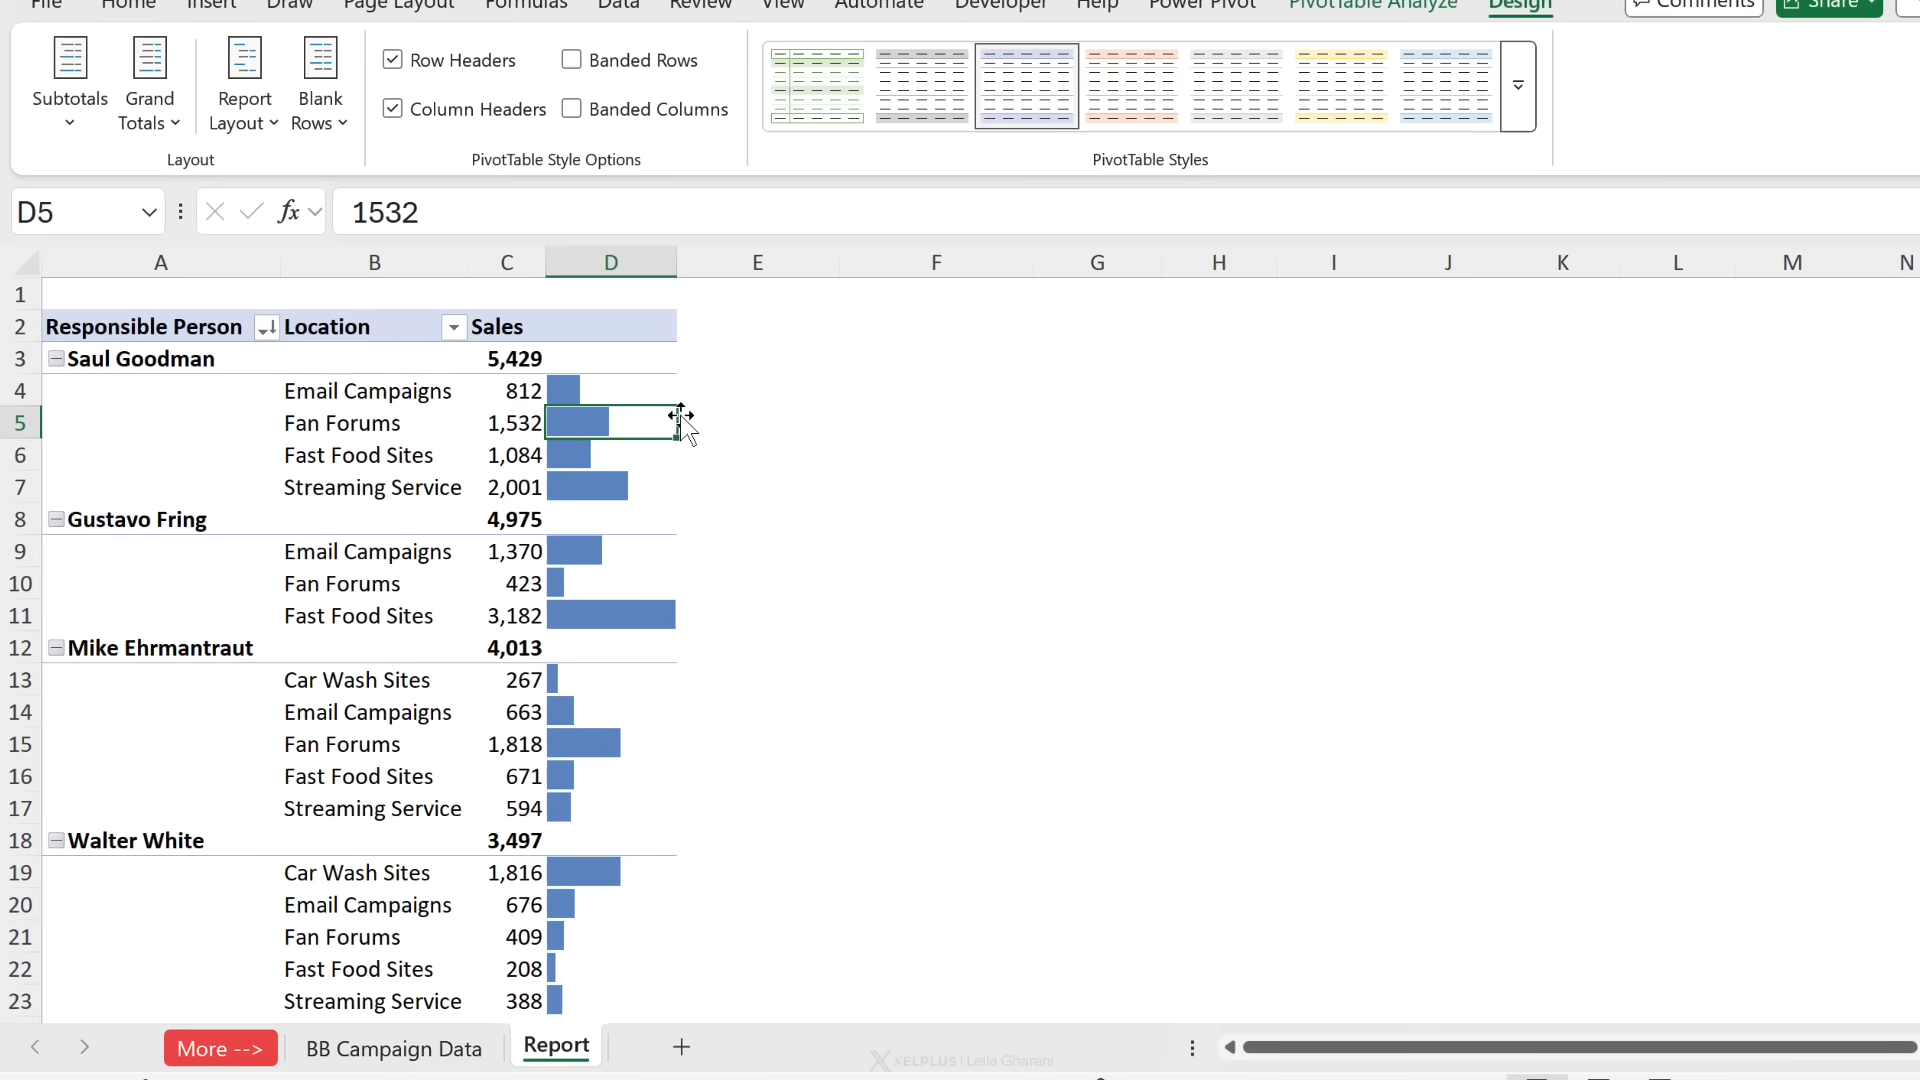 File Home Insert Draw Page Layout Formulas Data Review View Automate Developer Help Power Pivot PivotTable Analyze Design Comments Share
Row Headers Banded Rows
Subtotals Grand Totals Report Layout Blank Rows
Column Headers Banded Columns
Layout PivotTable Style Options PivotTable Styles
D5 fx 1532
A B C D E F G H I J K L M N
1
2 Responsible Person Location Sales
3 Saul Goodman 5,429
4 Email Campaigns 812
5 Fan Forums 1,532
6 Fast Food Sites 1,084
7 Streaming Service 2,001
8 Gustavo Fring 4,975
9 Email Campaigns 1,370
10 Fan Forums 423
11 Fast Food Sites 3,182
12 Mike Ehrmantraut 4,013
13 Car Wash Sites 267
14 Email Campaigns 663
15 Fan Forums 1,818
16 Fast Food Sites 671
17 Streaming Service 594
18 Walter White 3,497
19 Car Wash Sites 1,816
20 Email Campaigns 676
21 Fan Forums 409
22 Fast Food Sites 208
23 Streaming Service 388
More --> BB Campaign Data Report
XELPLUS | Leila Gharani